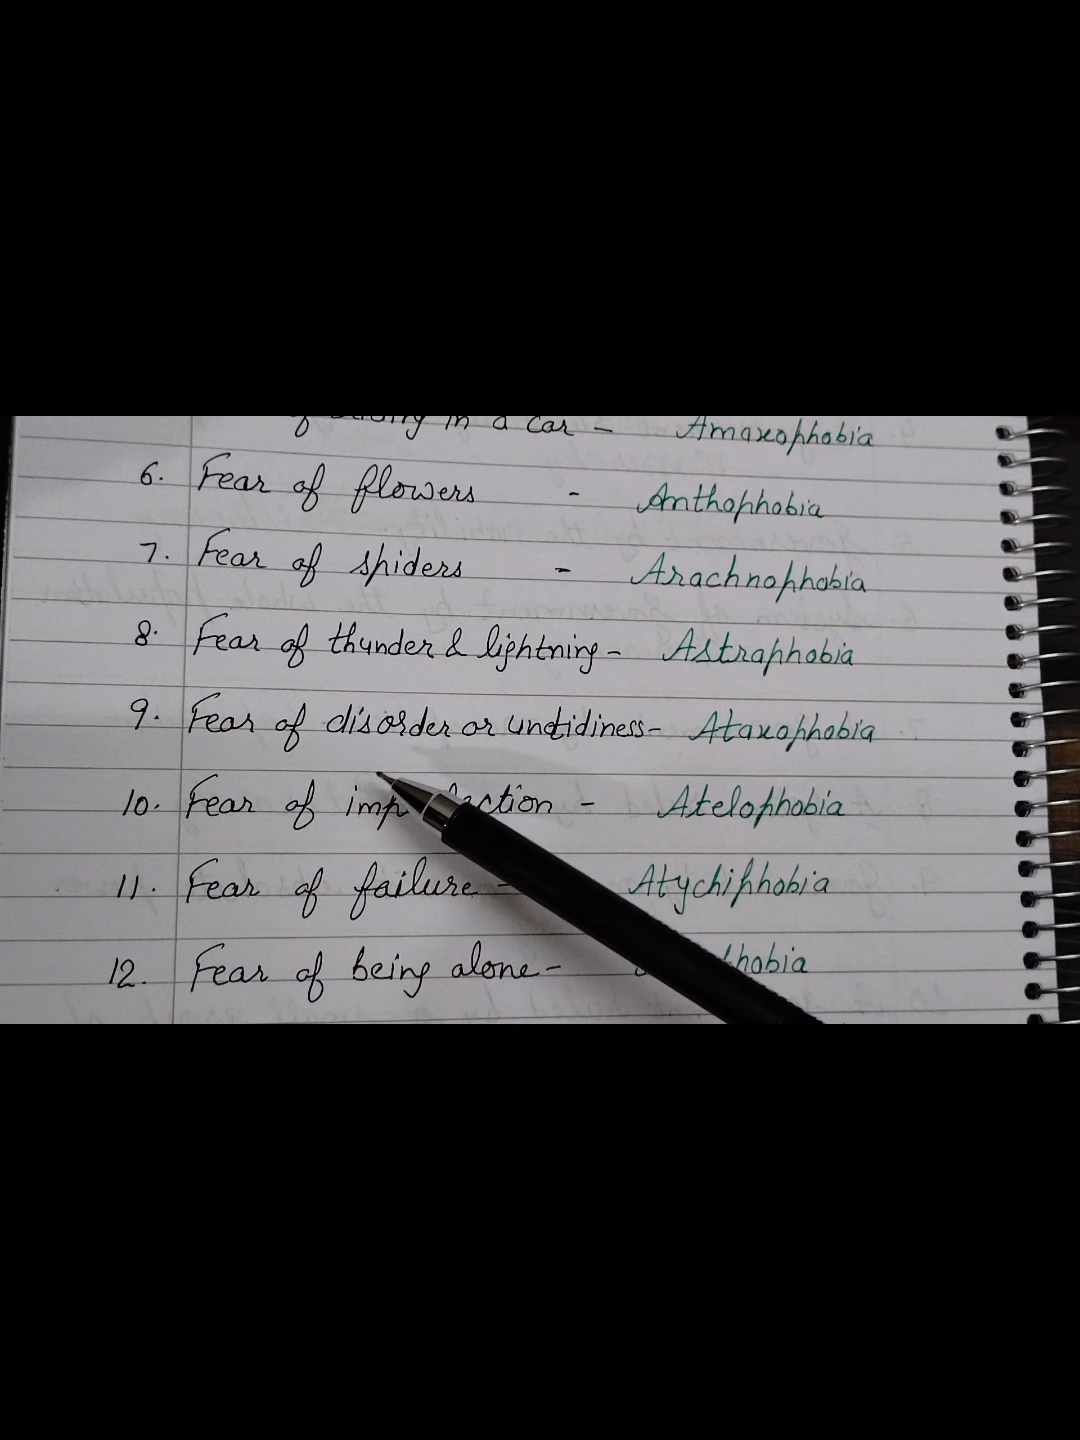 in a car - Amaxophobia
6. Fear of flowers - Anthophobia
7. Fear of spiders - Arachnophobia
8. Fear of thunder & lightning - Astraphobia
9. Fear of disorder or untidiness - Ataxophobia
10. Fear of - Atelophobia
11. Fear of failure - Atychiphobia
12. Fear of being alone -